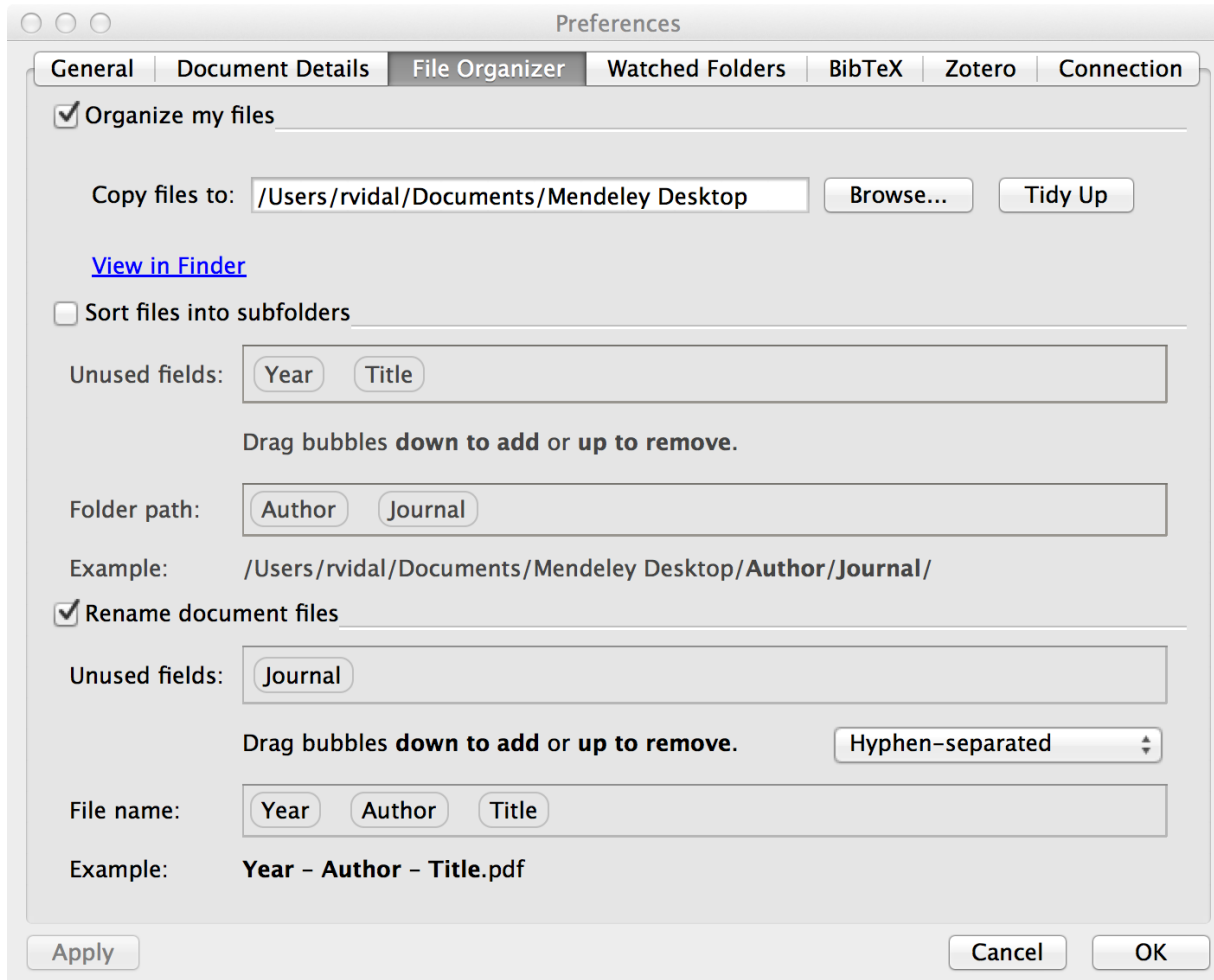 Preferences
General Document Details File Organizer Watched Folders BibTeX Zotero Connection
Organize my files
Copy files to: /Users/rvidal/Documents/Mendeley Desktop Browse... Tidy Up
View in Finder
Sort files into subfolders
Unused fields: Year Title
Drag bubbles down to add or up to remove.
Folder path: Author Journal
Example: /Users/rvidal/Documents/Mendeley Desktop/Author/Journal/
Rename document files
Unused fields: Journal
Drag bubbles down to add or up to remove. Hyphen-separated
File name: Year Author Title
Example: Year - Author - Title.pdf
Apply Cancel OK